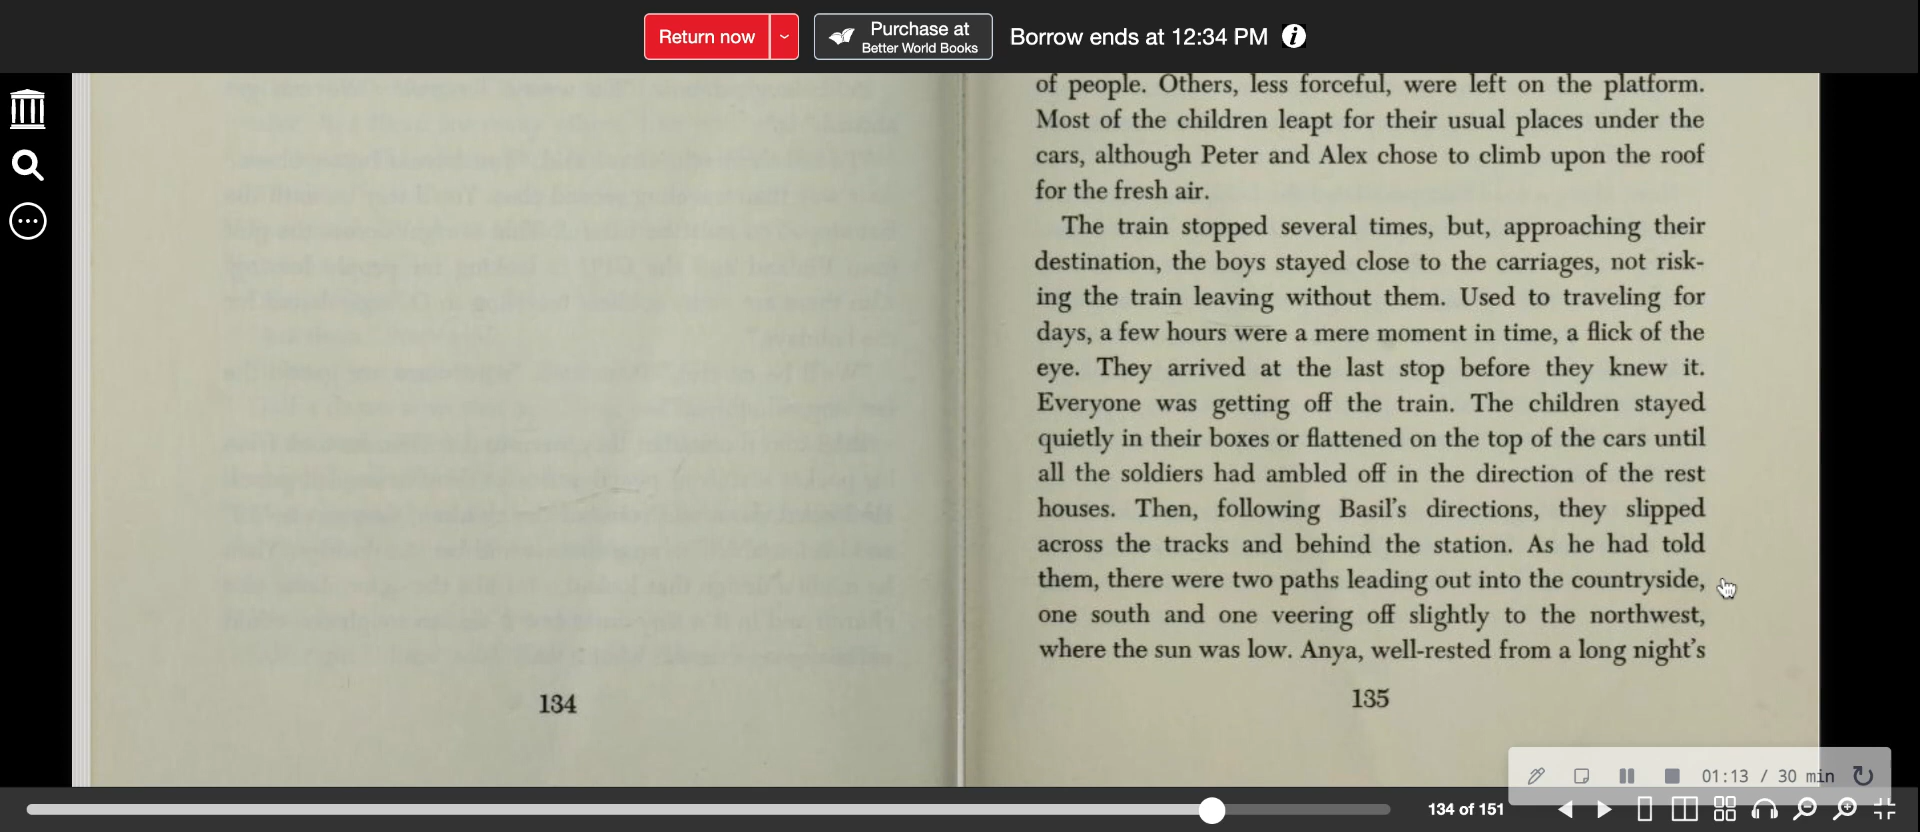 Return now
Purchase at
Better World Books
Borrow ends at 12:34 PM
of people. Others, less forceful, were left on the platform.
Most of the children leapt for their usual places under the
cars, although Peter and Alex chose to climb upon the roof
for the fresh air.
The train stopped several times, but, approaching their
destination, the boys stayed close to the carriages, not risk-
ing the train leaving without them. Used to traveling for
days, a few hours were a mere moment in time, a flick of the
eye. They arrived at the last stop before they knew it.
Everyone was getting off the train. The children stayed
quietly in their boxes or flattened on the top of the cars until
all the soldiers had ambled off in the direction of the rest
houses. Then, following Basil's directions, they slipped
across the tracks and behind the station. As he had told
them, there were two paths leading out into the countryside,
one south and one veering off slightly to the northwest,
where the sun was low. Anya, well-rested from a long night's
134
135
01:13 / 30 min
134 of 151